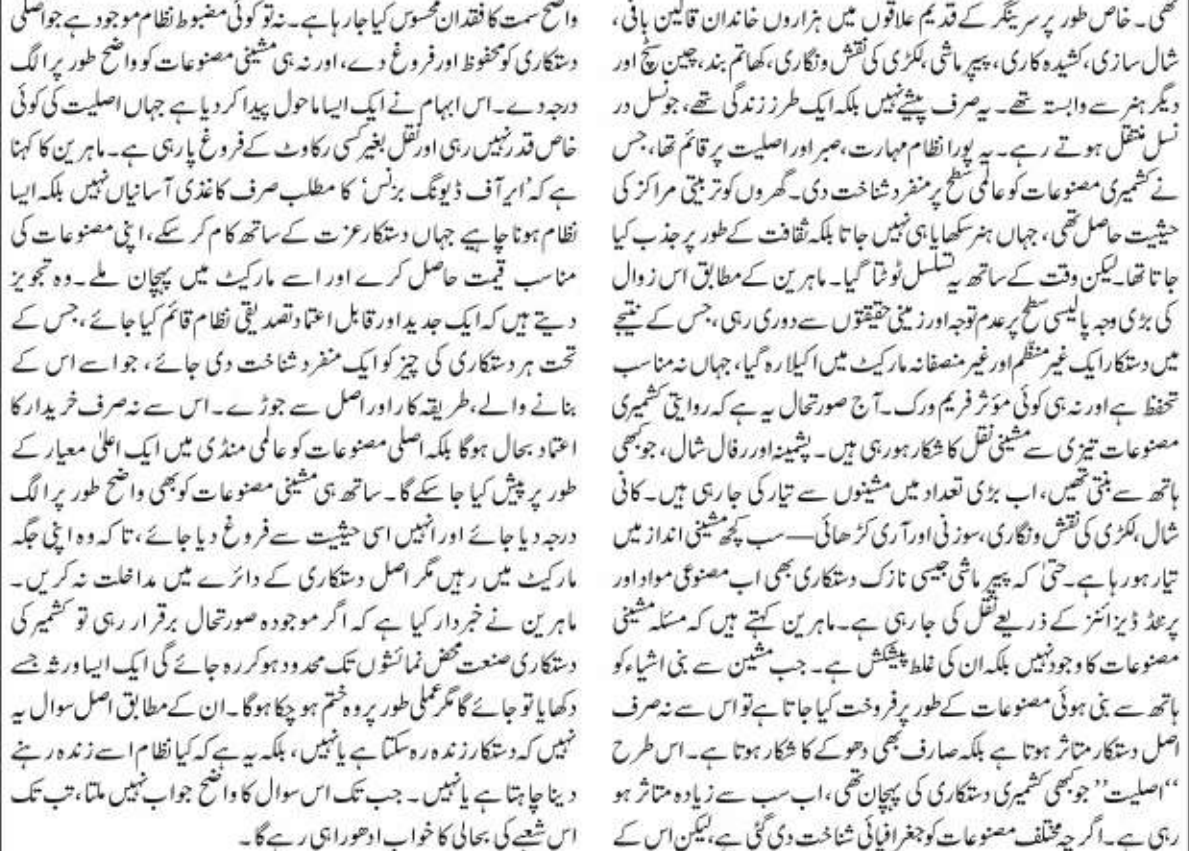 تھی۔ خاص طور پر سرینگر کے قدیم علاقوں میں ہزاروں خاندان قالین بافی،
شال سازی، کشیدہ کاری، پیپر ماشی، لکڑی کی نقش ونگاری، کھاتم بند، چین سٹچ اور
دیگر ہنر سے وابستہ تھے۔ یہ صرف پیشے نہیں بلکہ ایک طرز زندگی تھے، جو نسل در
نسل منتقل ہوتے رہے۔ یہ پورا نظام مہارت، صبر اور اصلیت پر قائم تھا، جس
نے کشمیری مصنوعات کو عالمی سطح پر منفرد شناخت دی۔ گھروں کو تربیتی مراکز کی
حیثیت حاصل تھی، جہاں ہنر سکھایا ہی نہیں جاتا بلکہ ثقافت کے طور پر جذب کیا
جاتا تھا۔ لیکن وقت کے ساتھ یہ تسلسل ٹوٹتا گیا۔ ماہرین کے مطابق اس زوال
کی بڑی وجہ پالیسی سطح پر عدم توجہ اور زمینی حقیقتوں سے دوری رہی، جس کے نتیجے
میں دستکار ایک غیر منظّم اور غیر منصفانہ مارکیٹ میں اکیلا رہ گیا، جہاں نہ مناسب
تحفظ ہے اور نہ ہی کوئی مؤثر فریم ورک۔ آج صورتحال یہ ہے کہ روایتی کشمیری
مصنوعات تیزی سے مشینی نقل کا شکار ہورہی ہیں۔ پشمینہ اور رفال شال، جو کبھی
ہاتھ سے بنتی تھیں، اب بڑی تعداد میں مشینوں سے تیار کی جارہی ہیں۔ کانی
شال، لکڑی کی نقش ونگاری، سوزنی اور آری کڑھائی—سب کچھ مشینی انداز میں
تیار ہورہا ہے۔ حتیٰ کہ پیپر ماشی جیسی نازک دستکاری بھی اب مصنوعی مواد اور
پرنٹڈ ڈیزائنز کے ذریعے نقل کی جارہی ہے۔ ماہرین کہتے ہیں کہ مسئلہ مشینی
مصنوعات کا وجود نہیں بلکہ ان کی غلط پیشکش ہے۔ جب مشین سے بنی اشیاء کو
ہاتھ سے بنی ہوئی مصنوعات کے طور پر فروخت کیا جاتا ہے تو اس سے نہ صرف
اصل دستکار متاثر ہوتا ہے بلکہ صارف بھی دھوکے کا شکار ہوتا ہے۔ اس طرح
‘‘اصلیت’’ جو کبھی کشمیری دستکاری کی پہچان تھی، اب سب سے زیادہ متاثر ہو
رہی ہے۔ اگرچہ مختلف مصنوعات کو جغرافیائی شناخت دی گئی ہے، لیکن اس کے
واضح سمت کا فقدان محسوس کیا جارہا ہے۔ نہ تو کوئی مضبوط نظام موجود ہے جو اصلی
دستکاری کو محفوظ اور فروغ دے، اور نہ ہی مشینی مصنوعات کو واضح طور پر الگ
درجہ دے۔ اس ابہام نے ایک ایسا ماحول پیدا کردیا ہے جہاں اصلیت کی کوئی
خاص قدر نہیں رہی اور نقل بغیر کسی رکاوٹ کے فروغ پارہی ہے۔ ماہرین کا کہنا
ہے کہ ’ایز آف ڈیونگ بزنس‘ کا مطلب صرف کاغذی آسانیاں نہیں بلکہ ایسا
نظام ہونا چاہیے جہاں دستکار عزت کے ساتھ کام کرسکے، اپنی مصنوعات کی
مناسب قیمت حاصل کرے اور اسے مارکیٹ میں پہچان ملے۔ وہ تجویز
دیتے ہیں کہ ایک جدید اور قابل اعتماد تصدیقی نظام قائم کیا جائے، جس کے
تحت ہر دستکاری کی چیز کو ایک منفرد شناخت دی جائے، جو اسے اس کے
بنانے والے، طریقہ کار اور اصل سے جوڑے۔ اس سے نہ صرف خریدار کا
اعتماد بحال ہوگا بلکہ اصلی مصنوعات کو عالمی منڈی میں ایک اعلیٰ معیار کے
طور پر پیش کیا جاسکے گا۔ ساتھ ہی مشینی مصنوعات کو بھی واضح طور پر الگ
درجہ دیا جائے اور انہیں اسی حیثیت سے فروغ دیا جائے، تاکہ وہ اپنی جگہ
مارکیٹ میں رہیں مگر اصل دستکاری کے دائرے میں مداخلت نہ کریں۔
ماہرین نے خبردار کیا ہے کہ اگر موجودہ صورتحال برقرار رہی تو کشمیر کی
دستکاری صنعت محض نمائشوں تک محدود ہوکر رہ جائے گی ایک ایسا ورثہ جسے
دکھایا تو جائے گا مگر عملی طور پر وہ ختم ہوچکا ہوگا۔ ان کے مطابق اصل سوال یہ
نہیں کہ دستکار زندہ رہ سکتا ہے یا نہیں، بلکہ یہ ہے کہ کیا نظام اسے زندہ رہنے
دینا چاہتا ہے یا نہیں۔ جب تک اس سوال کا واضح جواب نہیں ملتا، تب تک
اس شعبے کی بحالی کا خواب ادھورا ہی رہے گا۔